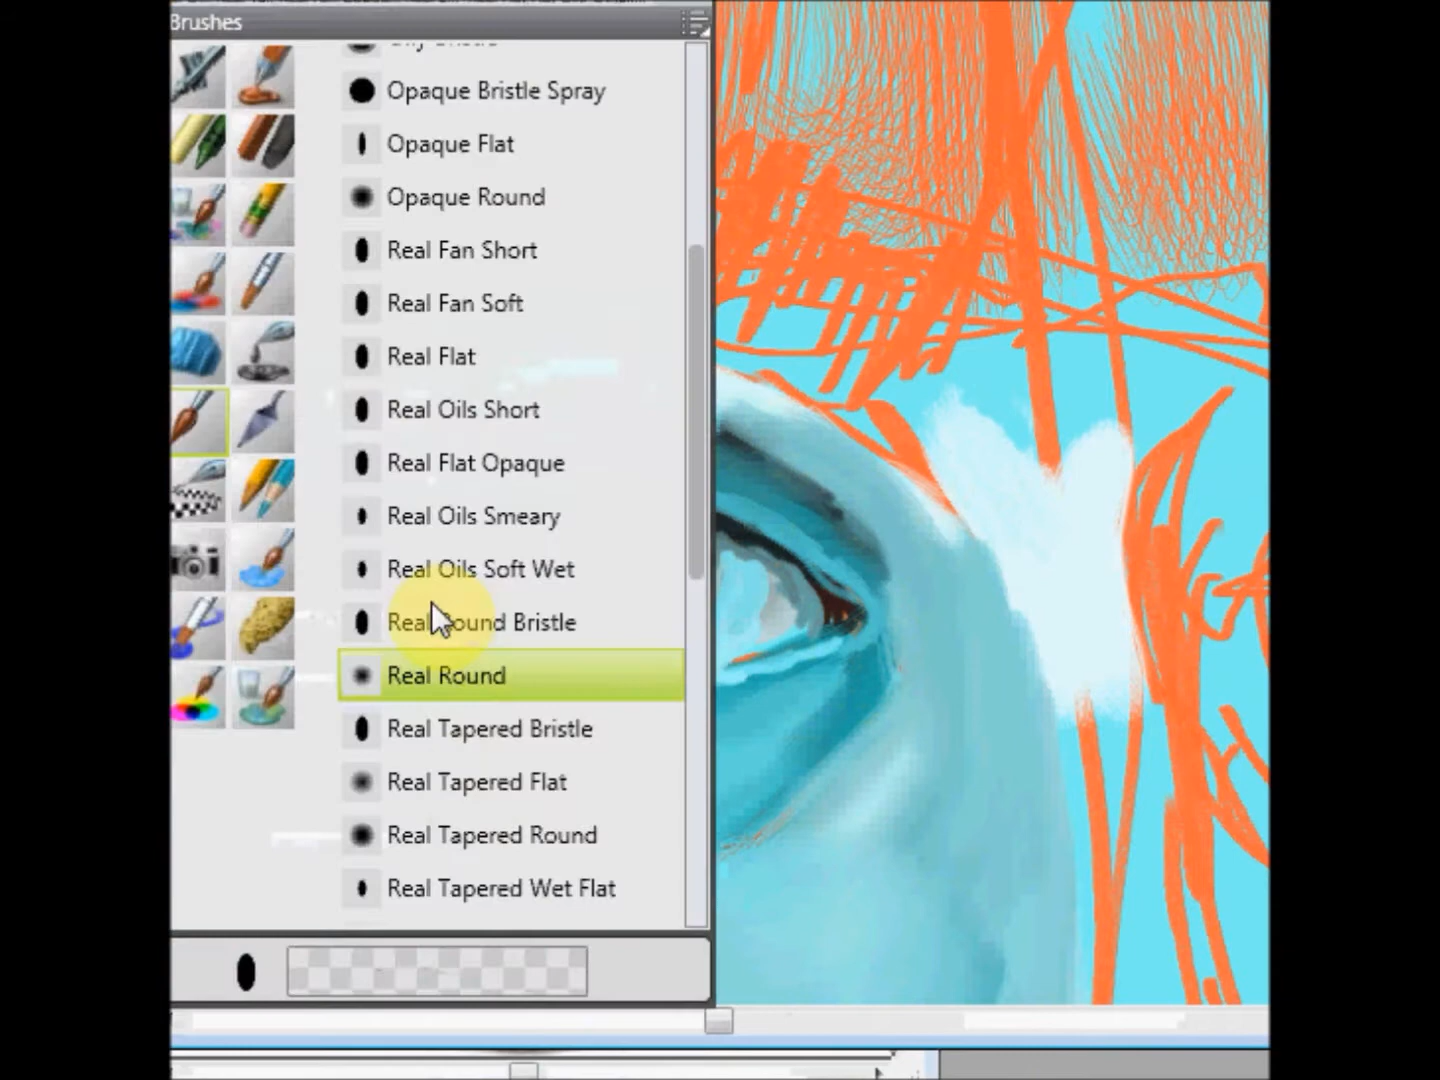 Brushes
Opaque Bristle Spray
Opaque Flat
Opaque Round
Real Fan Short
Real Fan Soft
Real Flat
Real Oils Short
Real Flat Opaque
Real Oils Smeary
Real Oils Soft Wet
Real Round Bristle
Real Round
Real Tapered Bristle
Real Tapered Flat
Real Tapered Round
Real Tapered Wet Flat